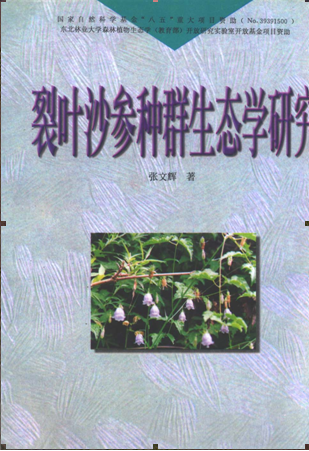 国家自然科学基金“八五”重大项目资助（No.39391500）
东北林业大学森林植物生态学（教育部）开放研究实验室开放基金项目资助
裂叶沙参种群生态学研究
张文辉 著